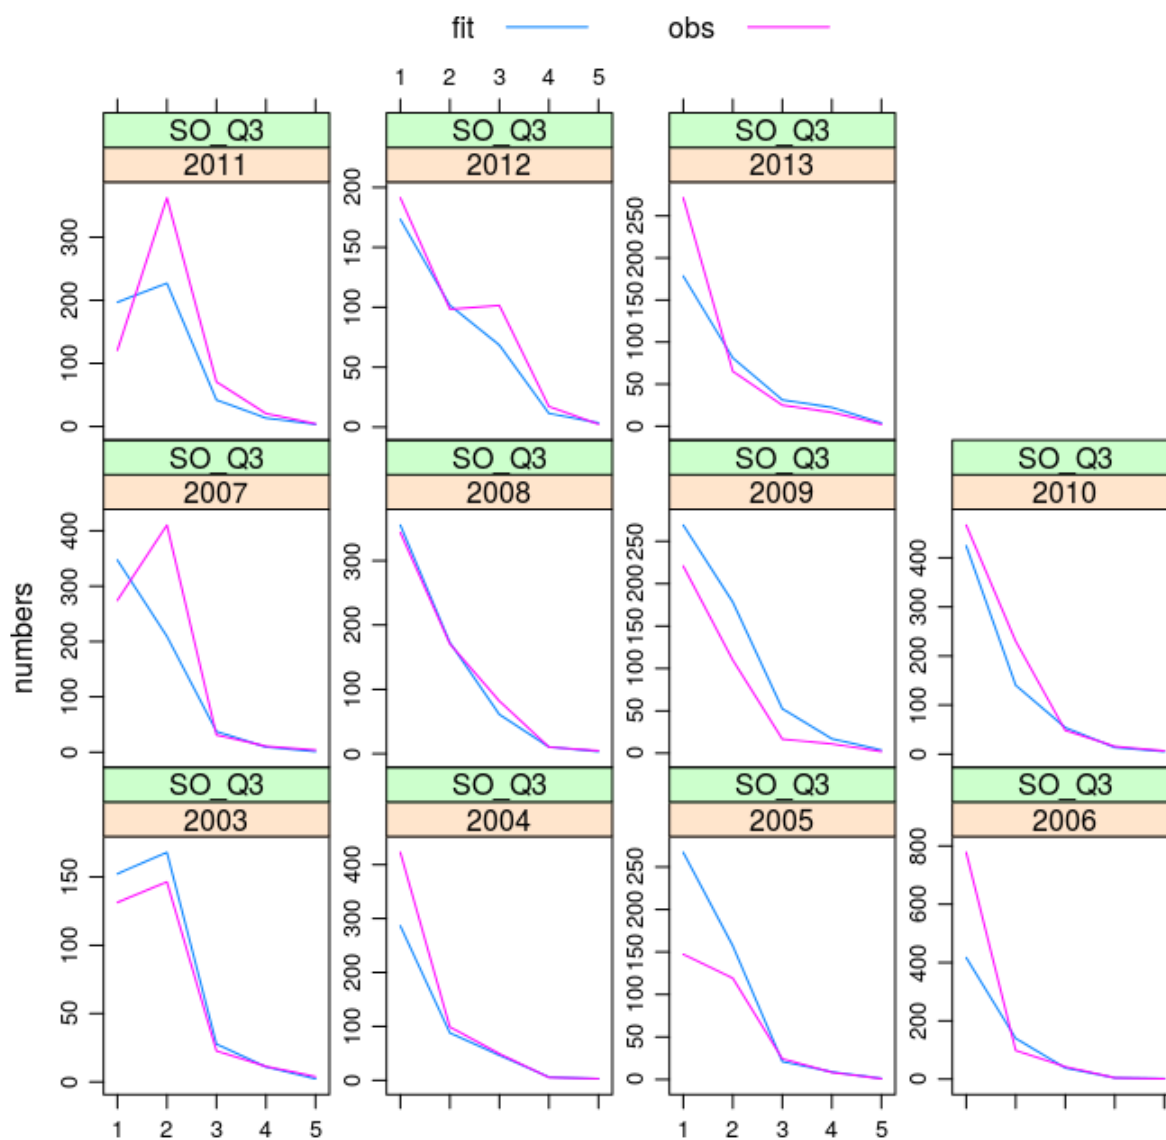 fit obs
1 2 3 4 5
SO_Q3 SO_Q3 SO_Q3
2011 2012 2013
0 100 200 300
0 50 100 150 200
0 50 100 150 200 250
SO_Q3 SO_Q3 SO_Q3 SO_Q3
2007 2008 2009 2010
0 100 200 300 400
0 100 200 300
0 50 100 150 200 250
0 100 200 300 400
numbers
SO_Q3 SO_Q3 SO_Q3 SO_Q3
2003 2004 2005 2006
0 50 100 150
0 100 200 300 400
0 50 100 150 200 250
0 200 400 600 800
1 2 3 4 5 1 2 3 4 5